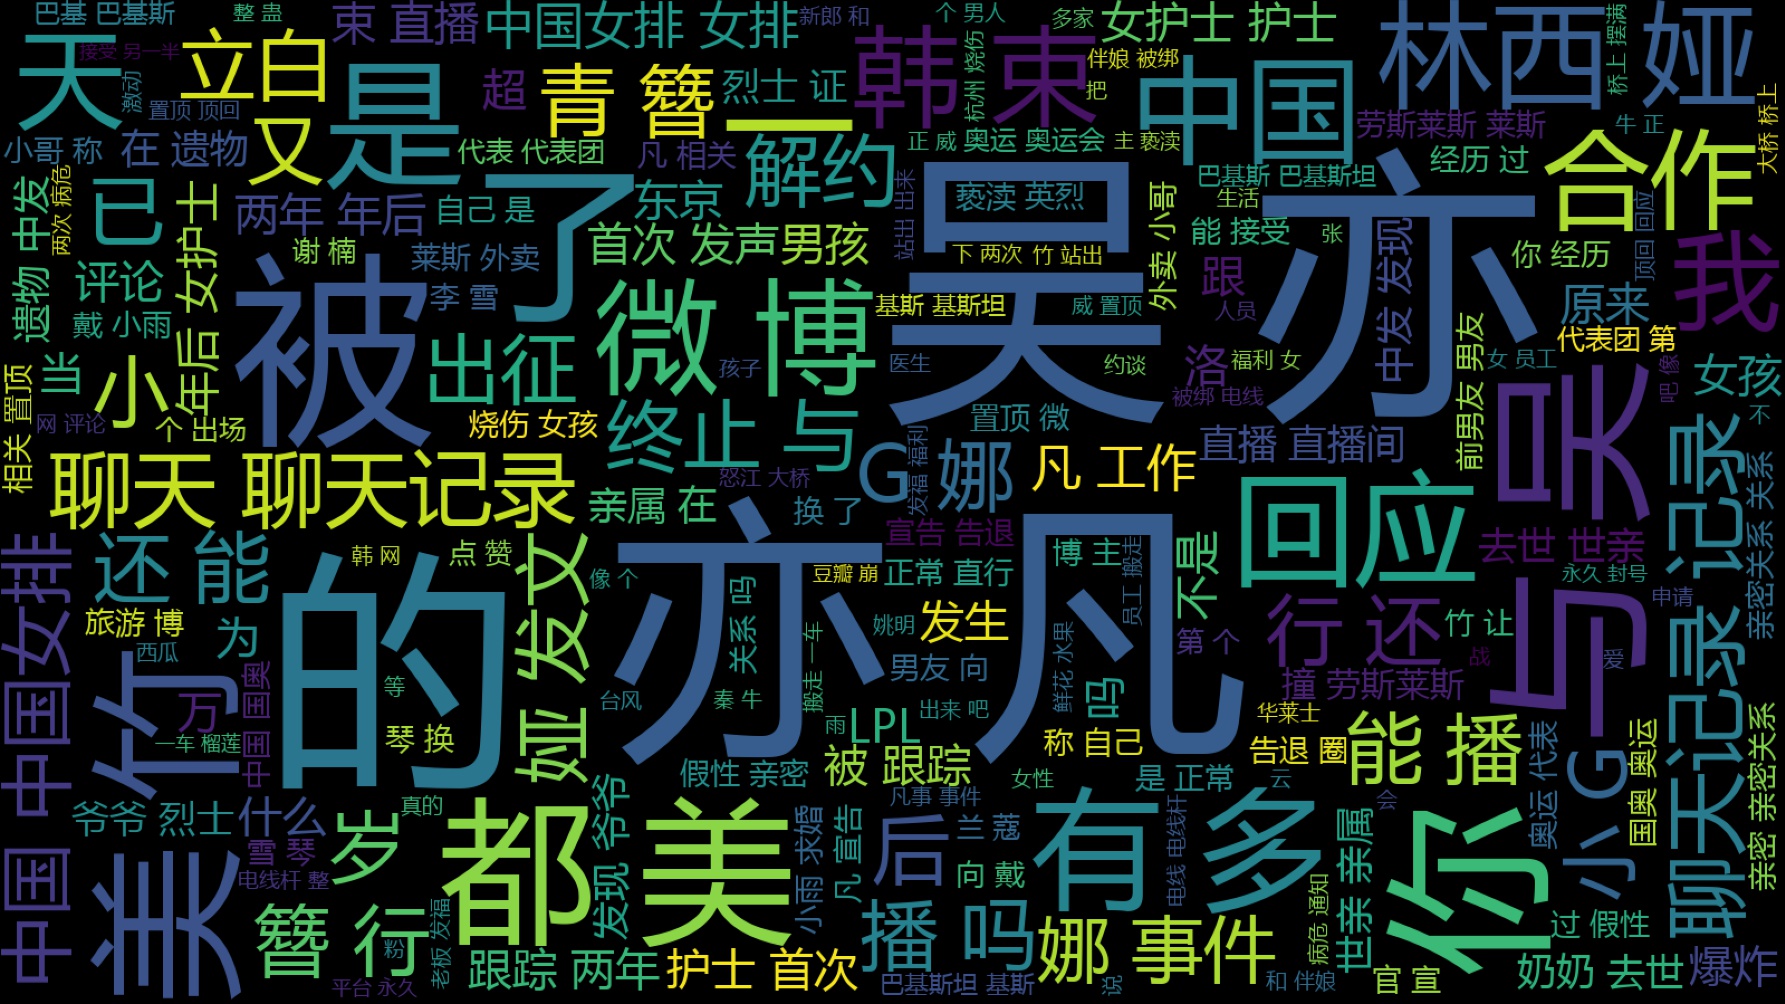 巴基 巴基斯
整 蛊
束 直播
中国女排 女排
新郎 和
个 男人
多家
女护士 护士
林西 娅
桥上 摆满
接受 另一半
天
激动
立白
置顶 顶回
是
超
青 簪
烈士 证
韩 束
杭州 烧伤
伴娘 被绑
把
中国
劳斯莱斯 莱斯
牛 正
大桥 桥上
小哥 称
在 遗物
又
代表 代表团
凡 相关
一
解约
正 威
奥运 奥运会
主 亵渎
经历 过
合作
遗物 中发
两次 病危
已
年后 女护士
两年 年后
自己 是
了
东京
站出 出来
亵渎 英烈
吴 亦
外卖 小哥
巴基斯 巴基斯坦
生活
能 接受
张
中发 发现
顶回 回应
我
谢 楠
莱斯 外卖
首次 发声
男孩
下 两次
竹 站出
跟
你 经历
评论
戴 小雨
李 雪
被
微 博
基斯 基斯坦
威 置顶
人员
原来
代表团 第
当
小
出征
孩子
医生
约谈
洛
福利 女
前男友 男友
女 员工
吧 像
女孩
相关 置顶
网 评论
个 出场
烧伤 女孩
终止 与
置顶 微
被绑 电线
直播 直播间
与 吴
不
聊天 聊天记录
怒江 大桥
G
发福 福利
娜
凡 工作
回应
聊天记录 记录
亲密关系 关系
亲属 在
换 了
宣告 告退
去世 世亲
中国 中国女排
还 能
的
韩 网
点 赞
娅 友文
像 个
亦凡
豆瓣 崩
正常 直行
博 主
员工 搬走
不是
永久 封号
申请
旅游 博
西瓜
为
关系 吗
姚明
发生
第 个
行 还
竹 让
战
爱
美 竹
万
中国 国奥
等
搬走 一车
男友 向
鲜花 水果
吗
撞 劳斯莱斯
一车 榴莲
琴 换
台风
秦 牛
雨
LPL
出来 吧
称 自己
华莱士
告退 圈
能 播
奥运 代表
小G
国奥 奥运
亲密 亲密关系
假性 亲密
被 跟踪
女性
是 正常
云
爷爷 烈士
什么
真的
岁
都 美
发现 爷爷
小雨 求婚
凡 宣告
凡事 事件
后
兰 蔻
有 多
电线 电线杆
会
世亲 亲属
你
雪 琴
电线杆 整
向 戴
病危 通知
过 假性
簪 行
粉
老板 发福
播 吗
娜 事件
平台 永久
跟踪 两年
护士 首次
巴基斯坦 基斯
说
和 伴娘
官 宣
奶奶 去世
爆炸